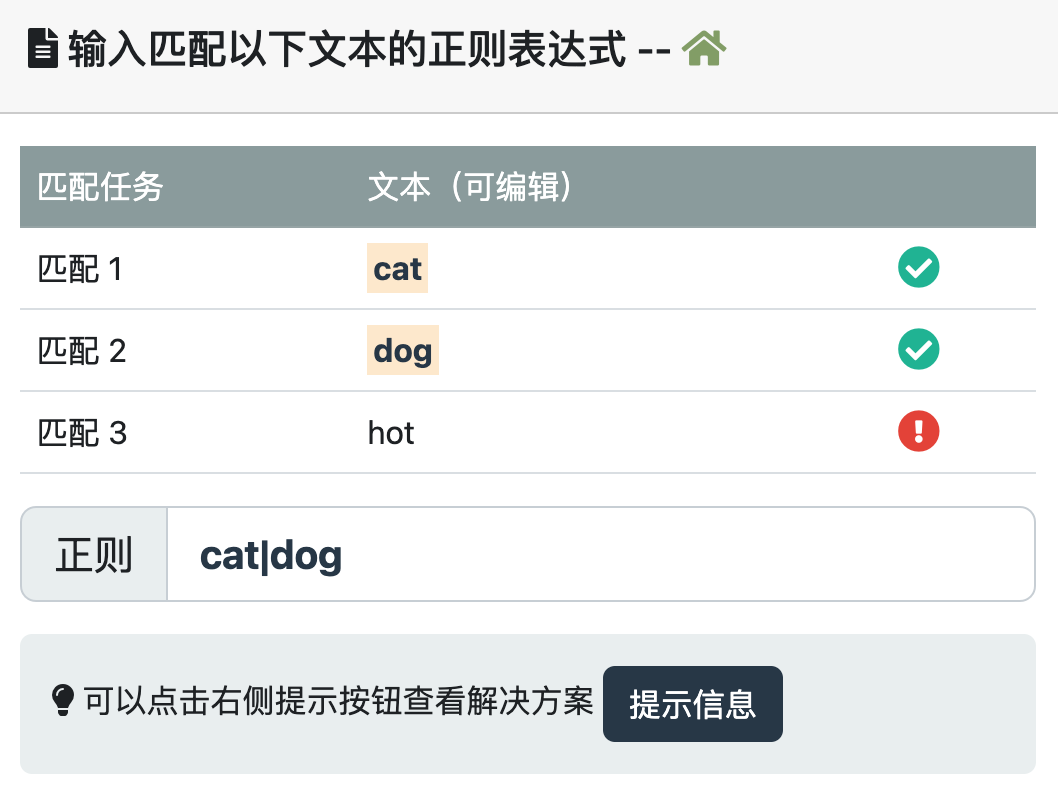 输入匹配以下文本的正则表达式 --
匹配任务 文本（可编辑）
匹配 1 cat
匹配 2 dog
匹配 3 hot
正则 cat|dog
可以点击右侧提示按钮查看解决方案 提示信息